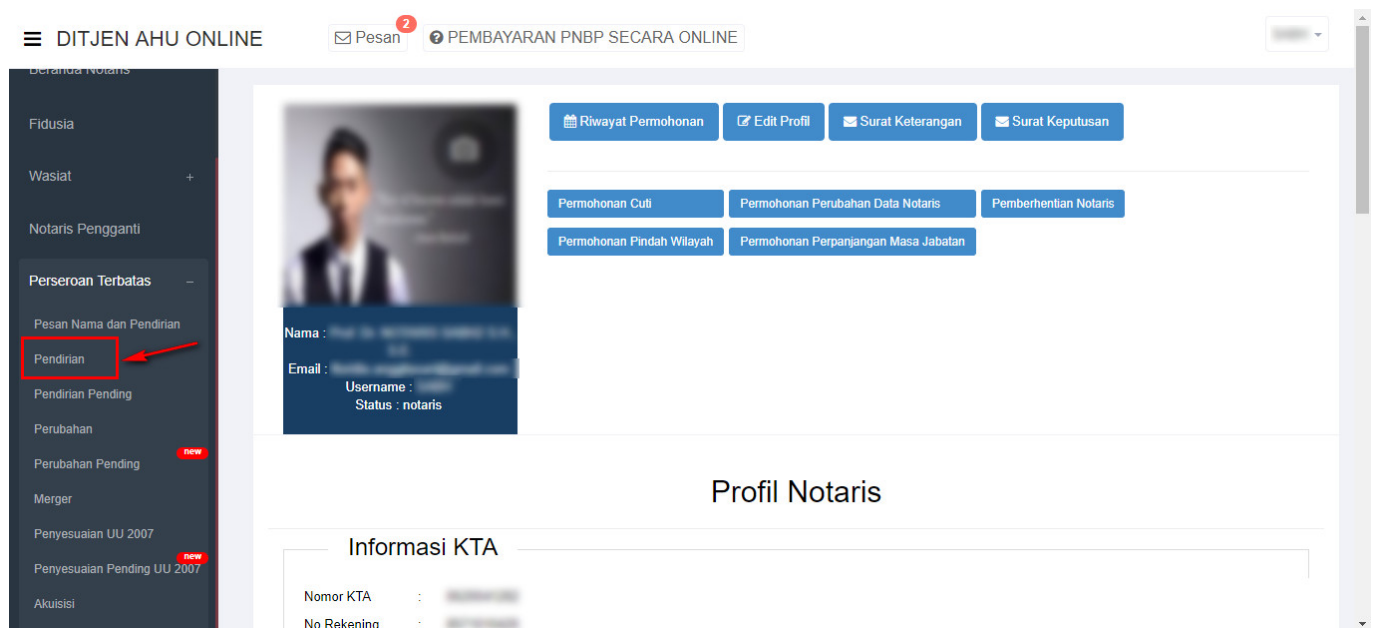 DITJEN AHU ONLINE
Pesan 2
PEMBAYARAN PNBP SECARA ONLINE
Beranda Notaris
Fidusia
Wasiat +
Notaris Pengganti
Perseroan Terbatas –
Pesan Nama dan Pendirian
Pendirian
Pendirian Pending
Perubahan
new
Perubahan Pending
Merger
Penyesuaian UU 2007
new
Penyesuaian Pending UU 2007
Akuisisi
Riwayat Permohonan Edit Profil Surat Keterangan Surat Keputusan
Permohonan Cuti Permohonan Perubahan Data Notaris Pemberhentian Notaris
Permohonan Pindah Wilayah Permohonan Perpanjangan Masa Jabatan
Nama :
Email :
Username :
Status : notaris
Profil Notaris
Informasi KTA
Nomor KTA :
No Rekening :